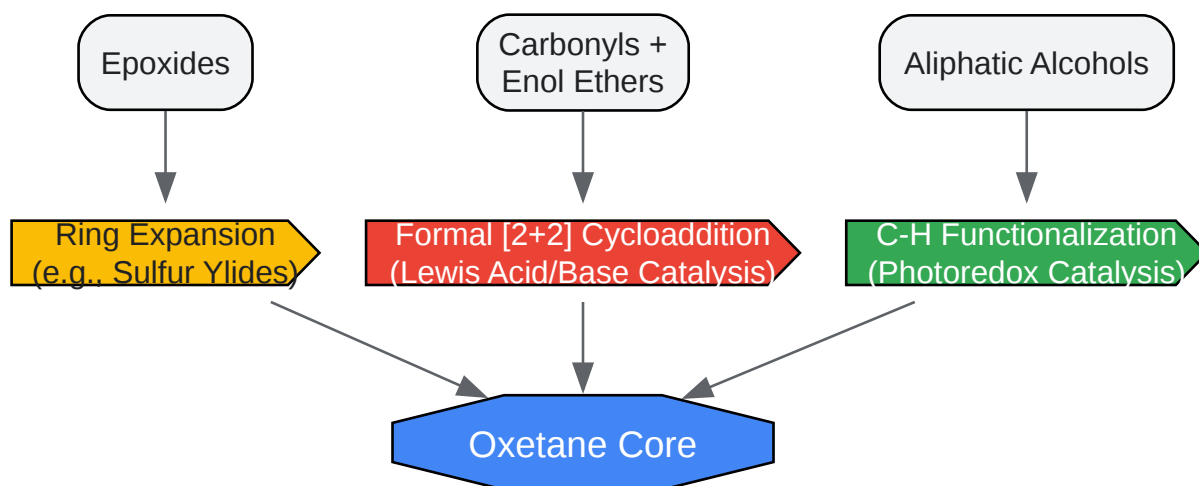 Epoxides
Carbonyls +
Enol Ethers
Aliphatic Alcohols
Ring Expansion
(e.g., Sulfur Ylides)
Formal [2+2] Cycloaddition
(Lewis Acid/Base Catalysis)
C-H Functionalization
(Photoredox Catalysis)
Oxetane Core